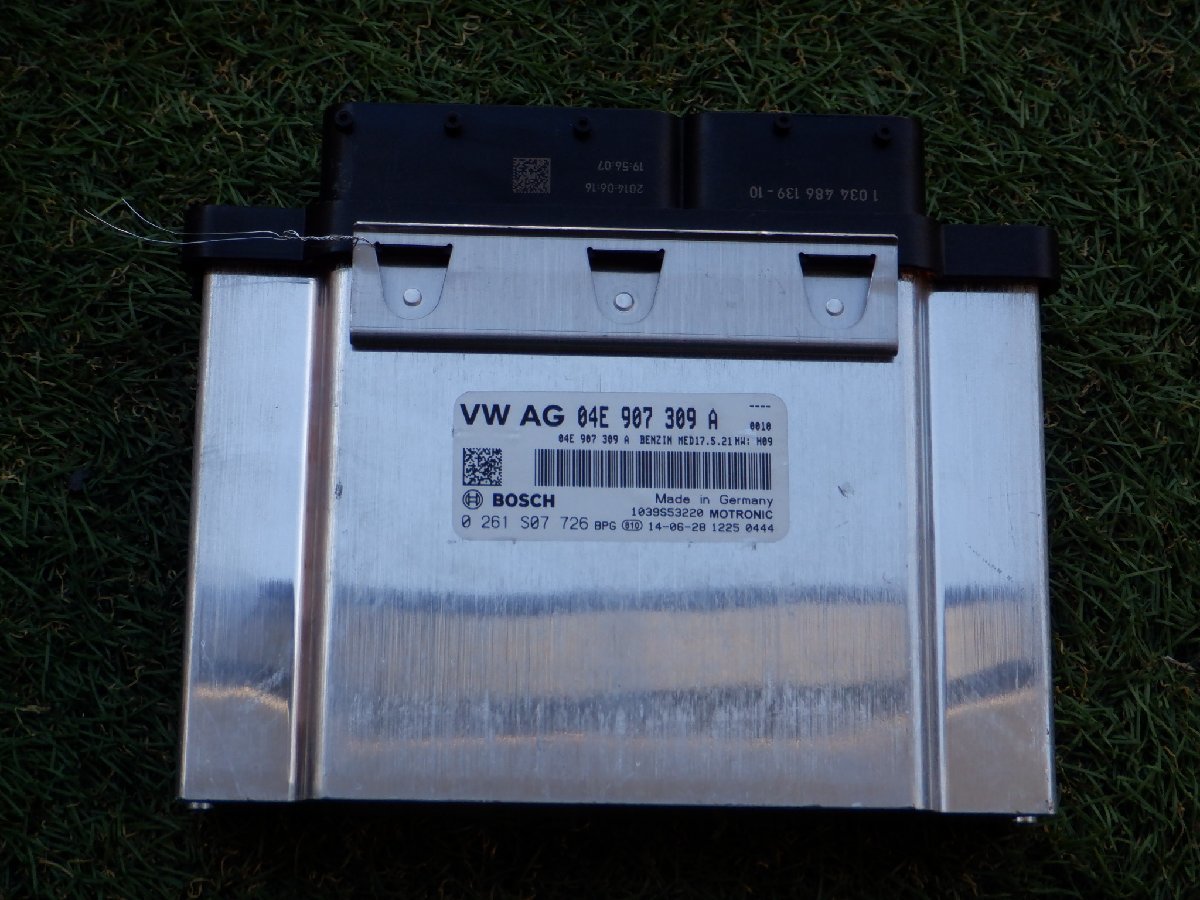 19:56:07
2014-06-16
1 034 486 139-10
VW AG 04E 907 309 A ----
0010
04E 907 309 A BENZIN MED17.5.21 HW: H09
BOSCH Made in Germany
1039S53220 MOTRONIC
0 261 S07 726 BPG 810 14-06-28 1225 0444